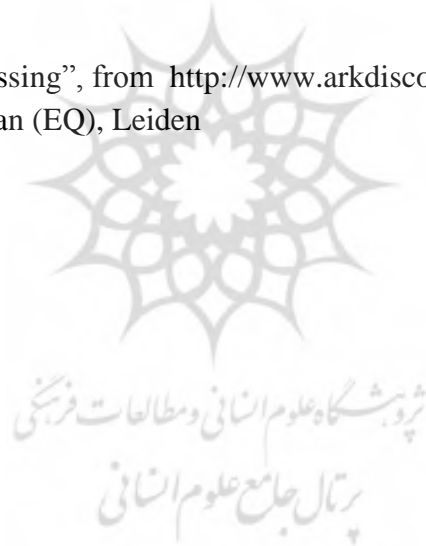 ssing”, from http://www.arkdisco
an (EQ), Leiden
پژوهشگاه علوم انسانی و مطالعات فرهنگی
پرتال جامع علوم انسانی